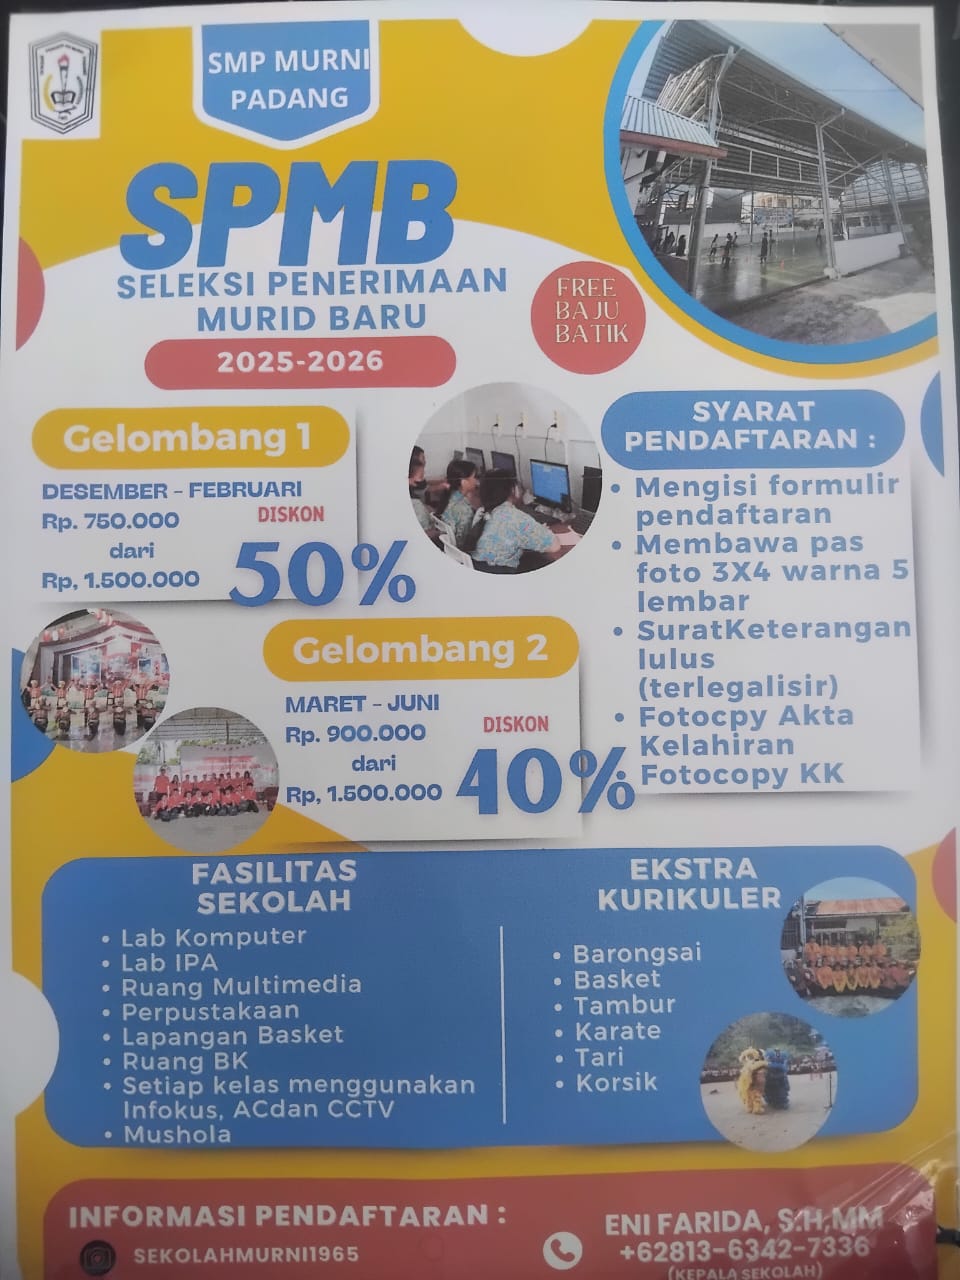 SMP MURNI
PADANG
SPMB
SELEKSI PENERIMAAN
MURID BARU
2025-2026
FREE
BAJU
BATIK
Gelombang 1
DESEMBER - FEBRUARI
Rp. 750.000
dari
Rp, 1.500.000
DISKON
50%
Gelombang 2
MARET - JUNI
Rp. 900.000
dari
Rp, 1.500.000
DISKON
40%
SYARAT
PENDAFTARAN :
• Mengisi formulir
pendaftaran
• Membawa pas
foto 3X4 warna 5
lembar
• SuratKeterangan
lulus
(terlegalisir)
• Fotocpy Akta
Kelahiran
Fotocopy KK
FASILITAS
SEKOLAH
• Lab Komputer
• Lab IPA
• Ruang Multimedia
• Perpustakaan
• Lapangan Basket
• Ruang BK
• Setiap kelas menggunakan
Infokus, ACdan CCTV
• Mushola
EKSTRA
KURIKULER
• Barongsai
• Basket
• Tambur
• Karate
• Tari
• Korsik
INFORMASI PENDAFTARAN :
SEKOLAHMURNI1965
ENI FARIDA, S.H,MM
+62813-6342-7336
(KEPALA SEKOLAH)